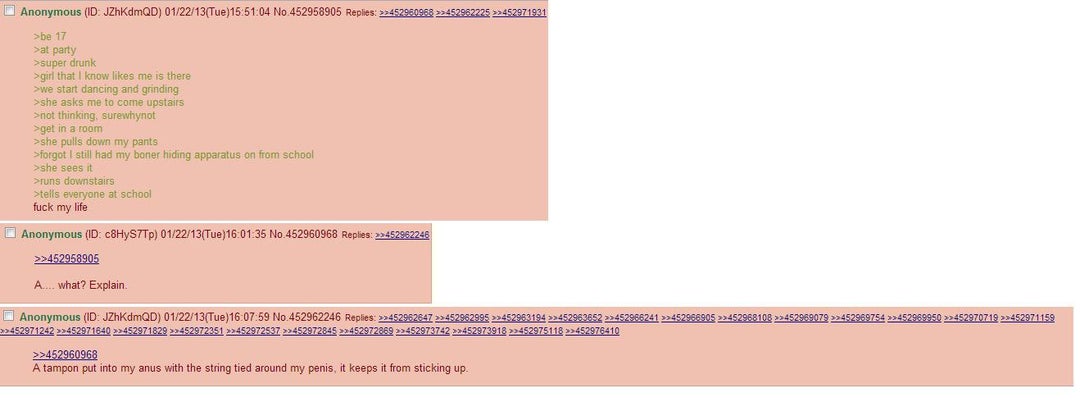 Anonymous (ID: JZhKdmQD) 01/22/13(Tue)15:51:04 No.452958905 Replies: >>452960968 >>452962225 >>452971931
>be 17
>at party
>super drunk
>girl that I know likes me is there
>we start dancing and grinding
>she asks me to come upstairs
>not thinking, surewhynot
>get in a room
>she pulls down my pants
>forgot I still had my boner hiding apparatus on from school
>she sees it
>runs downstairs
>tells everyone at school
fuck my life
Anonymous (ID: c8HyS7Tp) 01/22/13(Tue)16:01:35 No.452960968 Replies: >>452962246
>>452958905
A.... what? Explain.
Anonymous (ID: JZhKdmQD) 01/22/13(Tue)16:07:59 No.452962246 Replies: >>452962647 >>452962995 >>452963194 >>452963652 >>452966241 >>452966905 >>452968108 >>452969079 >>452969754 >>452969950 >>452970719 >>452971159
>>452971242 >>452971640 >>452971829 >>452972351 >>452972537 >>452972845 >>452972869 >>452973742 >>452973918 >>452975118 >>452976410
>>452960968
A tampon put into my anus with the string tied around my penis, it keeps it from sticking up.